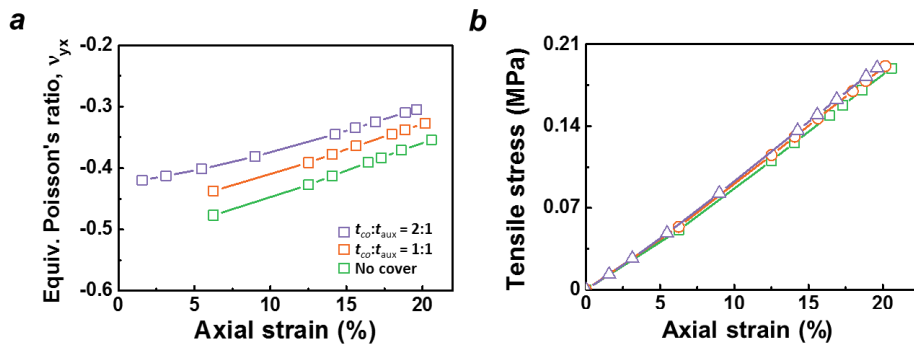 a
Equiv. Poisson's ratio, νyx
-0.2
-0.3
-0.4
-0.5
-0.6
tco:taux = 2:1
tco:taux = 1:1
No cover
0 5 10 15 20
Axial strain (%)
b
Tensile stress (MPa)
0.21
0.14
0.07
0
0 5 10 15 20
Axial strain (%)